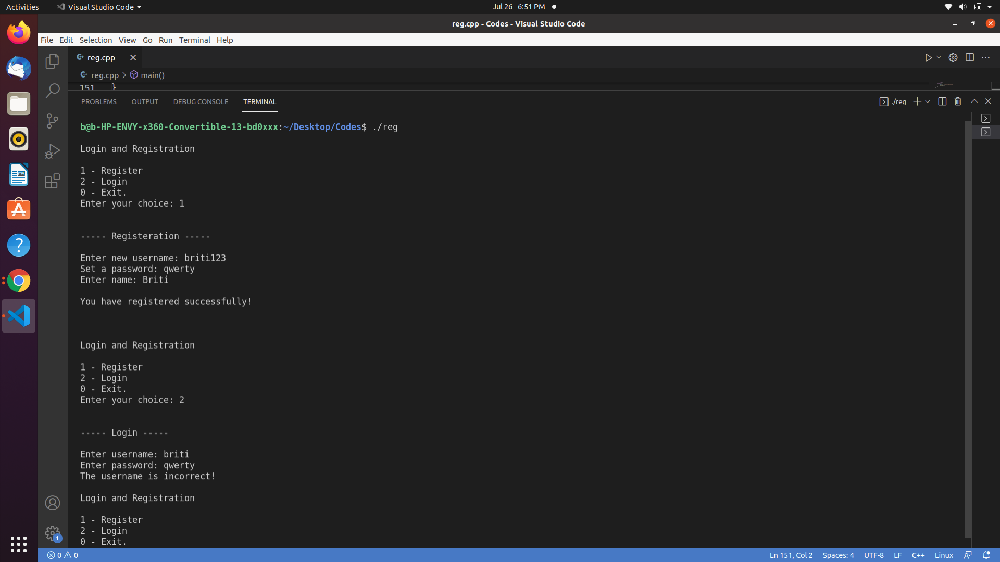 Activities Visual Studio Code Jul 26 6:51 PM
reg.cpp - Codes - Visual Studio Code
File Edit Selection View Go Run Terminal Help
reg.cpp
reg.cpp > main()
151 }
PROBLEMS OUTPUT DEBUG CONSOLE TERMINAL ./reg
b@b-HP-ENVY-x360-Convertible-13-bd0xxx:~/Desktop/Codes$ ./reg
Login and Registration
1 - Register
2 - Login
0 - Exit.
Enter your choice: 1
----- Registeration -----
Enter new username: briti123
Set a password: qwerty
Enter name: Briti
You have registered successfully!
Login and Registration
1 - Register
2 - Login
0 - Exit.
Enter your choice: 2
----- Login -----
Enter username: briti
Enter password: qwerty
The username is incorrect!
Login and Registration
1 - Register
2 - Login
0 - Exit.
1
0 0 Ln 151, Col 2 Spaces: 4 UTF-8 LF C++ Linux